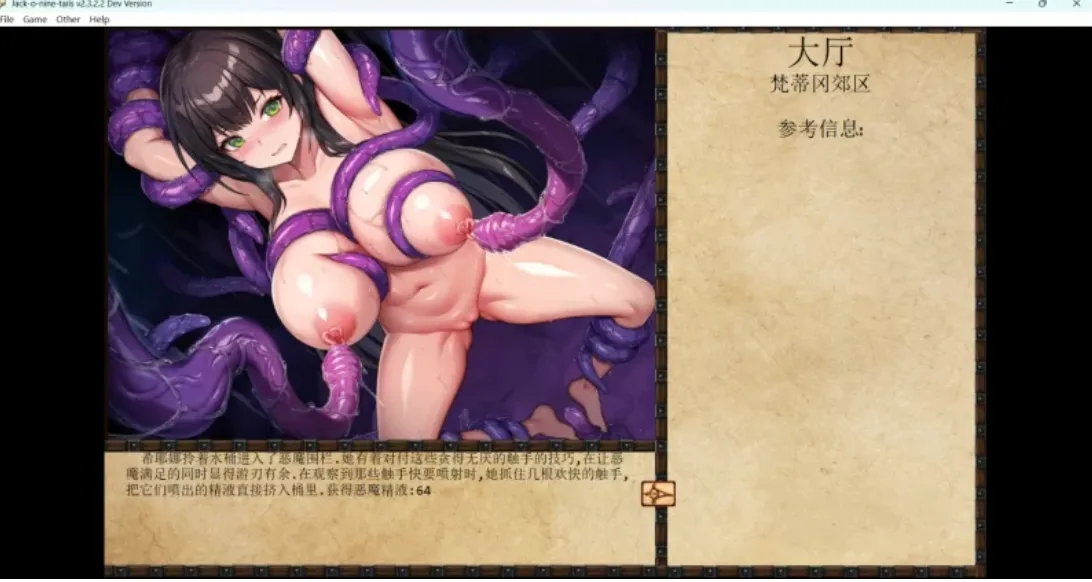 Jack-o-nine-tails v2.3.2.2 Dev Version
File Game Other Help
大厅
梵蒂冈郊区
参考信息:
希耶娜拎着水桶进入了恶魔围栏.她有着对付这些贪得无厌的触手的技巧,在让恶
魔满足的同时显得游刃有余.在观察到那些触手快要喷射时,她抓住几根欢快的触手,
把它们喷出的精液直接挤入桶里.获得恶魔精液:64